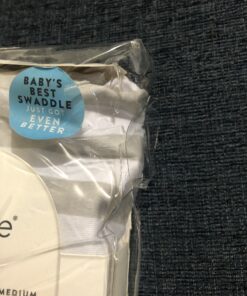 BABY'S
BEST
SWADDLE
JUST GOT
EVEN
BETTER
e®
MEDIUM